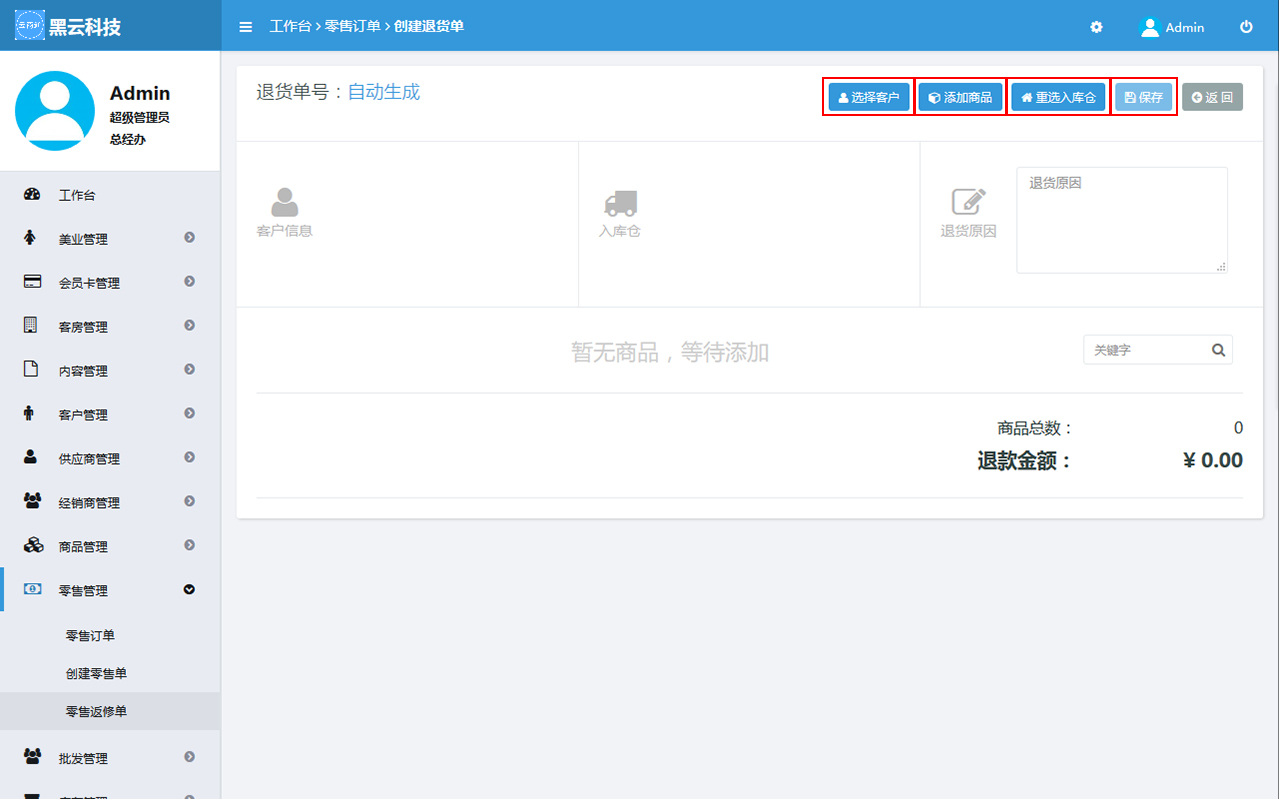 黑云科技
工作台 > 零售订单 > 创建退货单
Admin
Admin
超级管理员
总经办
工作台
美业管理
会员卡管理
客房管理
内容管理
客户管理
供应商管理
经销商管理
商品管理
零售管理
零售订单
创建零售单
零售返修单
批发管理
退货单号：自动生成
选择客户 添加商品 重选入库仓 保存 返 回
客户信息
入库仓
退货原因
退货原因
暂无商品，等待添加
关键字
商品总数： 0
退款金额： ¥ 0.00